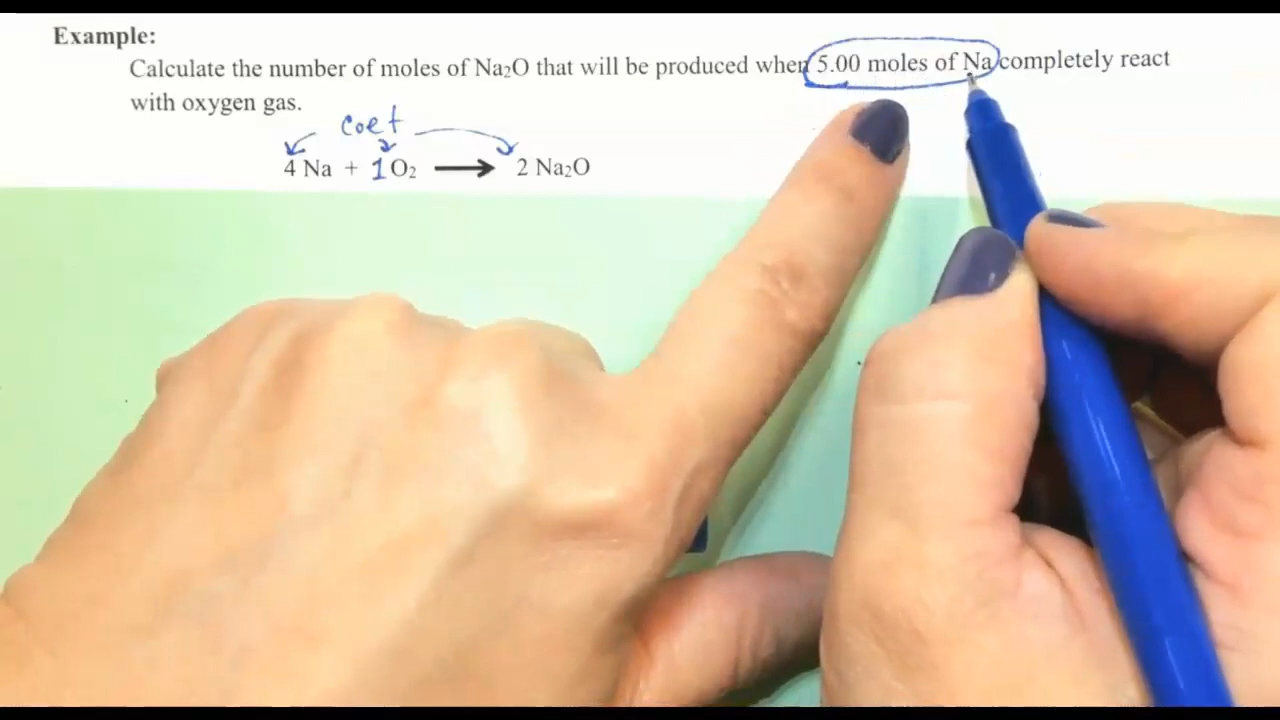 Example:
Calculate the number of moles of Na₂O that will be produced when 5.00 moles of Na completely react
with oxygen gas.
coef
4 Na + 1 O₂ ⟶ 2 Na₂O